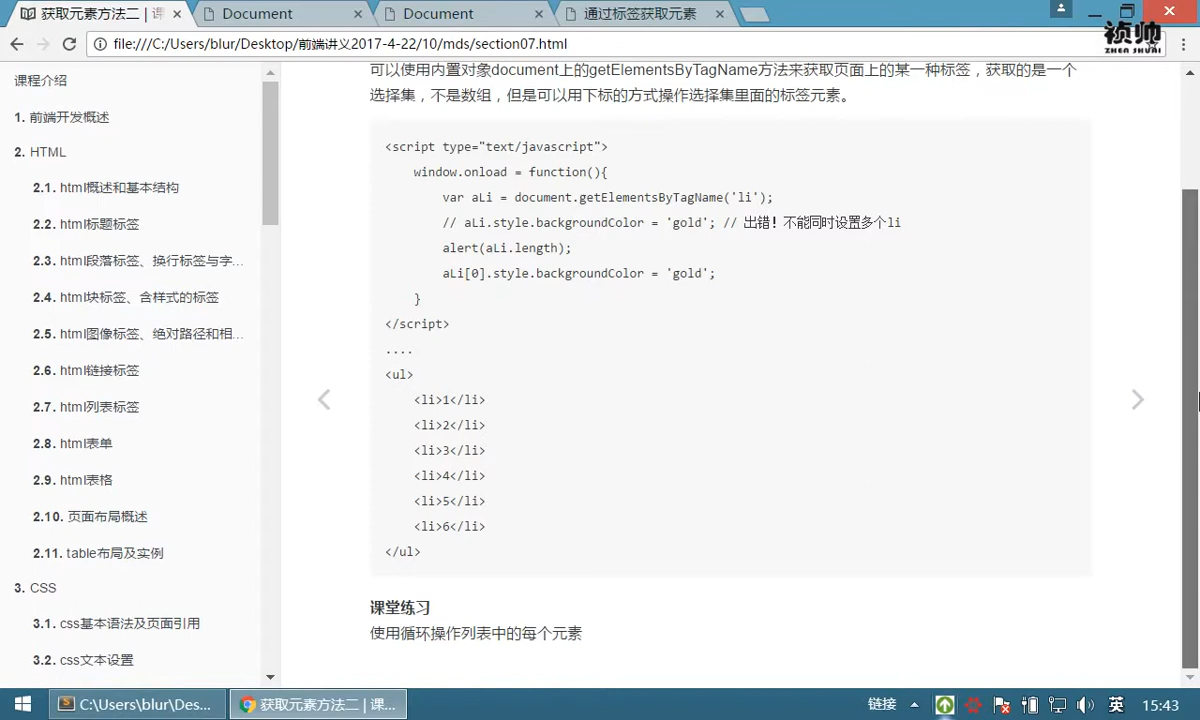 获取元素方法二 | 课
Document
Document
通过标签获取元素
file:///C:/Users/blur/Desktop/前端讲义2017-4-22/10/mds/section07.html
祯帅
ZHEN SHUAI
课程介绍
1. 前端开发概述
2. HTML
2.1. html概述和基本结构
2.2. html标题标签
2.3. html段落标签、换行标签与字...
2.4. html块标签、含样式的标签
2.5. html图像标签、绝对路径和相...
2.6. html链接标签
2.7. html列表标签
2.8. html表单
2.9. html表格
2.10. 页面布局概述
2.11. table布局及实例
3. CSS
3.1. css基本语法及页面引用
3.2. css文本设置
可以使用内置对象document上的getElementsByTagName方法来获取页面上的某一种标签，获取的是一个
选择集，不是数组，但是可以用下标的方式操作选择集里面的标签元素。
<script type="text/javascript">
window.onload = function(){
var aLi = document.getElementsByTagName('li');
// aLi.style.backgroundColor = 'gold'; // 出错！不能同时设置多个li
alert(aLi.length);
aLi[0].style.backgroundColor = 'gold';
}
</script>
....
<ul>
<li>1</li>
<li>2</li>
<li>3</li>
<li>4</li>
<li>5</li>
<li>6</li>
</ul>
课堂练习
使用循环操作列表中的每个元素
C:\Users\blur\Des...
获取元素方法二 | 课...
链接
英
15:43